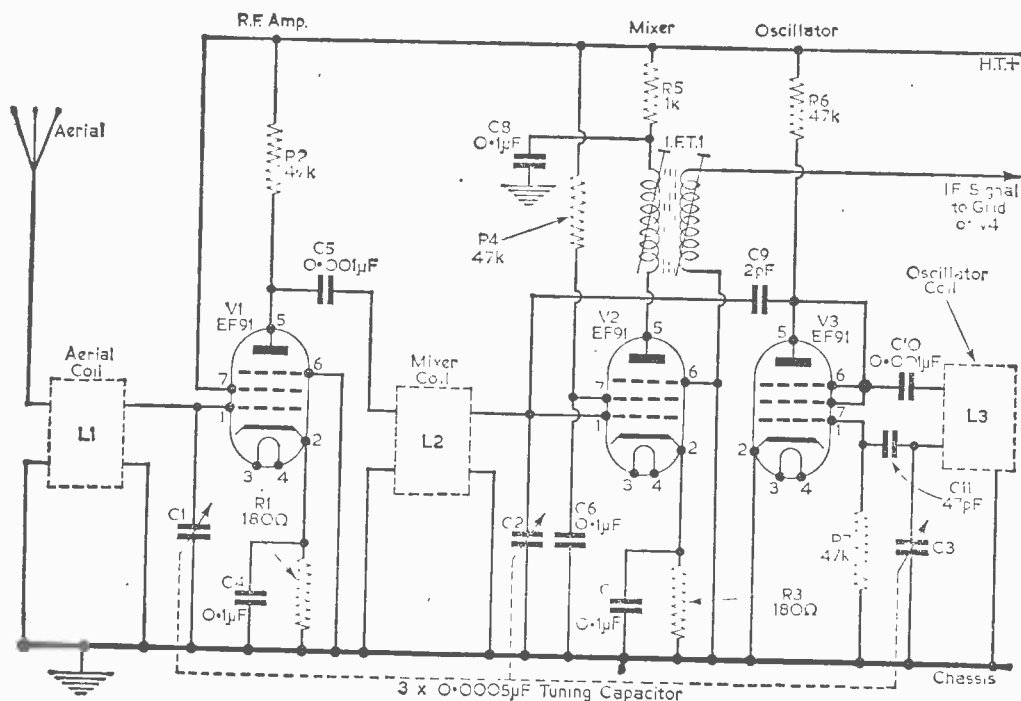 R.F. Amp.
Mixer
Oscillator
H.T.+
Aerial
R2
47k
C8
0·1µF
R5
1k
I.F.T.1
R6
47k
I.F. Signal
to Grid
of V4
C5
0·001µF
R4
47k
C9
2pF
Oscillator
Coil
V1
EF91
5
6
7
1
2
3
4
V2
EF91
5
6
7
1
2
3
4
V3
EF91
5
6
7
1
2
3
4
C10
0·001µF
Aerial
Coil
L1
Mixer
Coil
L2
L3
C11
47pF
R1
180Ω
C1
C4
0·1µF
C2
C6
0·1µF
C
0·1µF
R3
180Ω
R7
47k
C3
3 x 0·0005µF Tuning Capacitor
Chassis